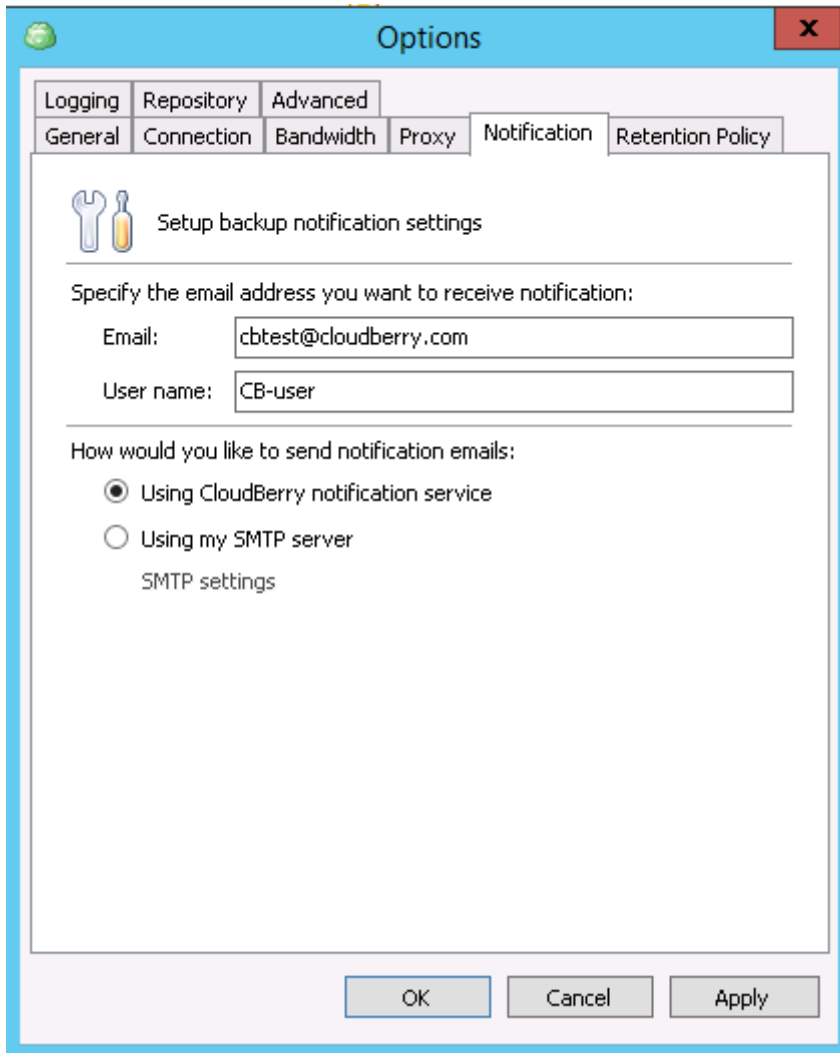 Options
x
Logging Repository Advanced
General Connection Bandwidth Proxy Notification Retention Policy
Setup backup notification settings
Specify the email address you want to receive notification:
Email: cbtest@cloudberry.com
User name: CB-user
How would you like to send notification emails:
Using CloudBerry notification service
Using my SMTP server
SMTP settings
OK Cancel Apply